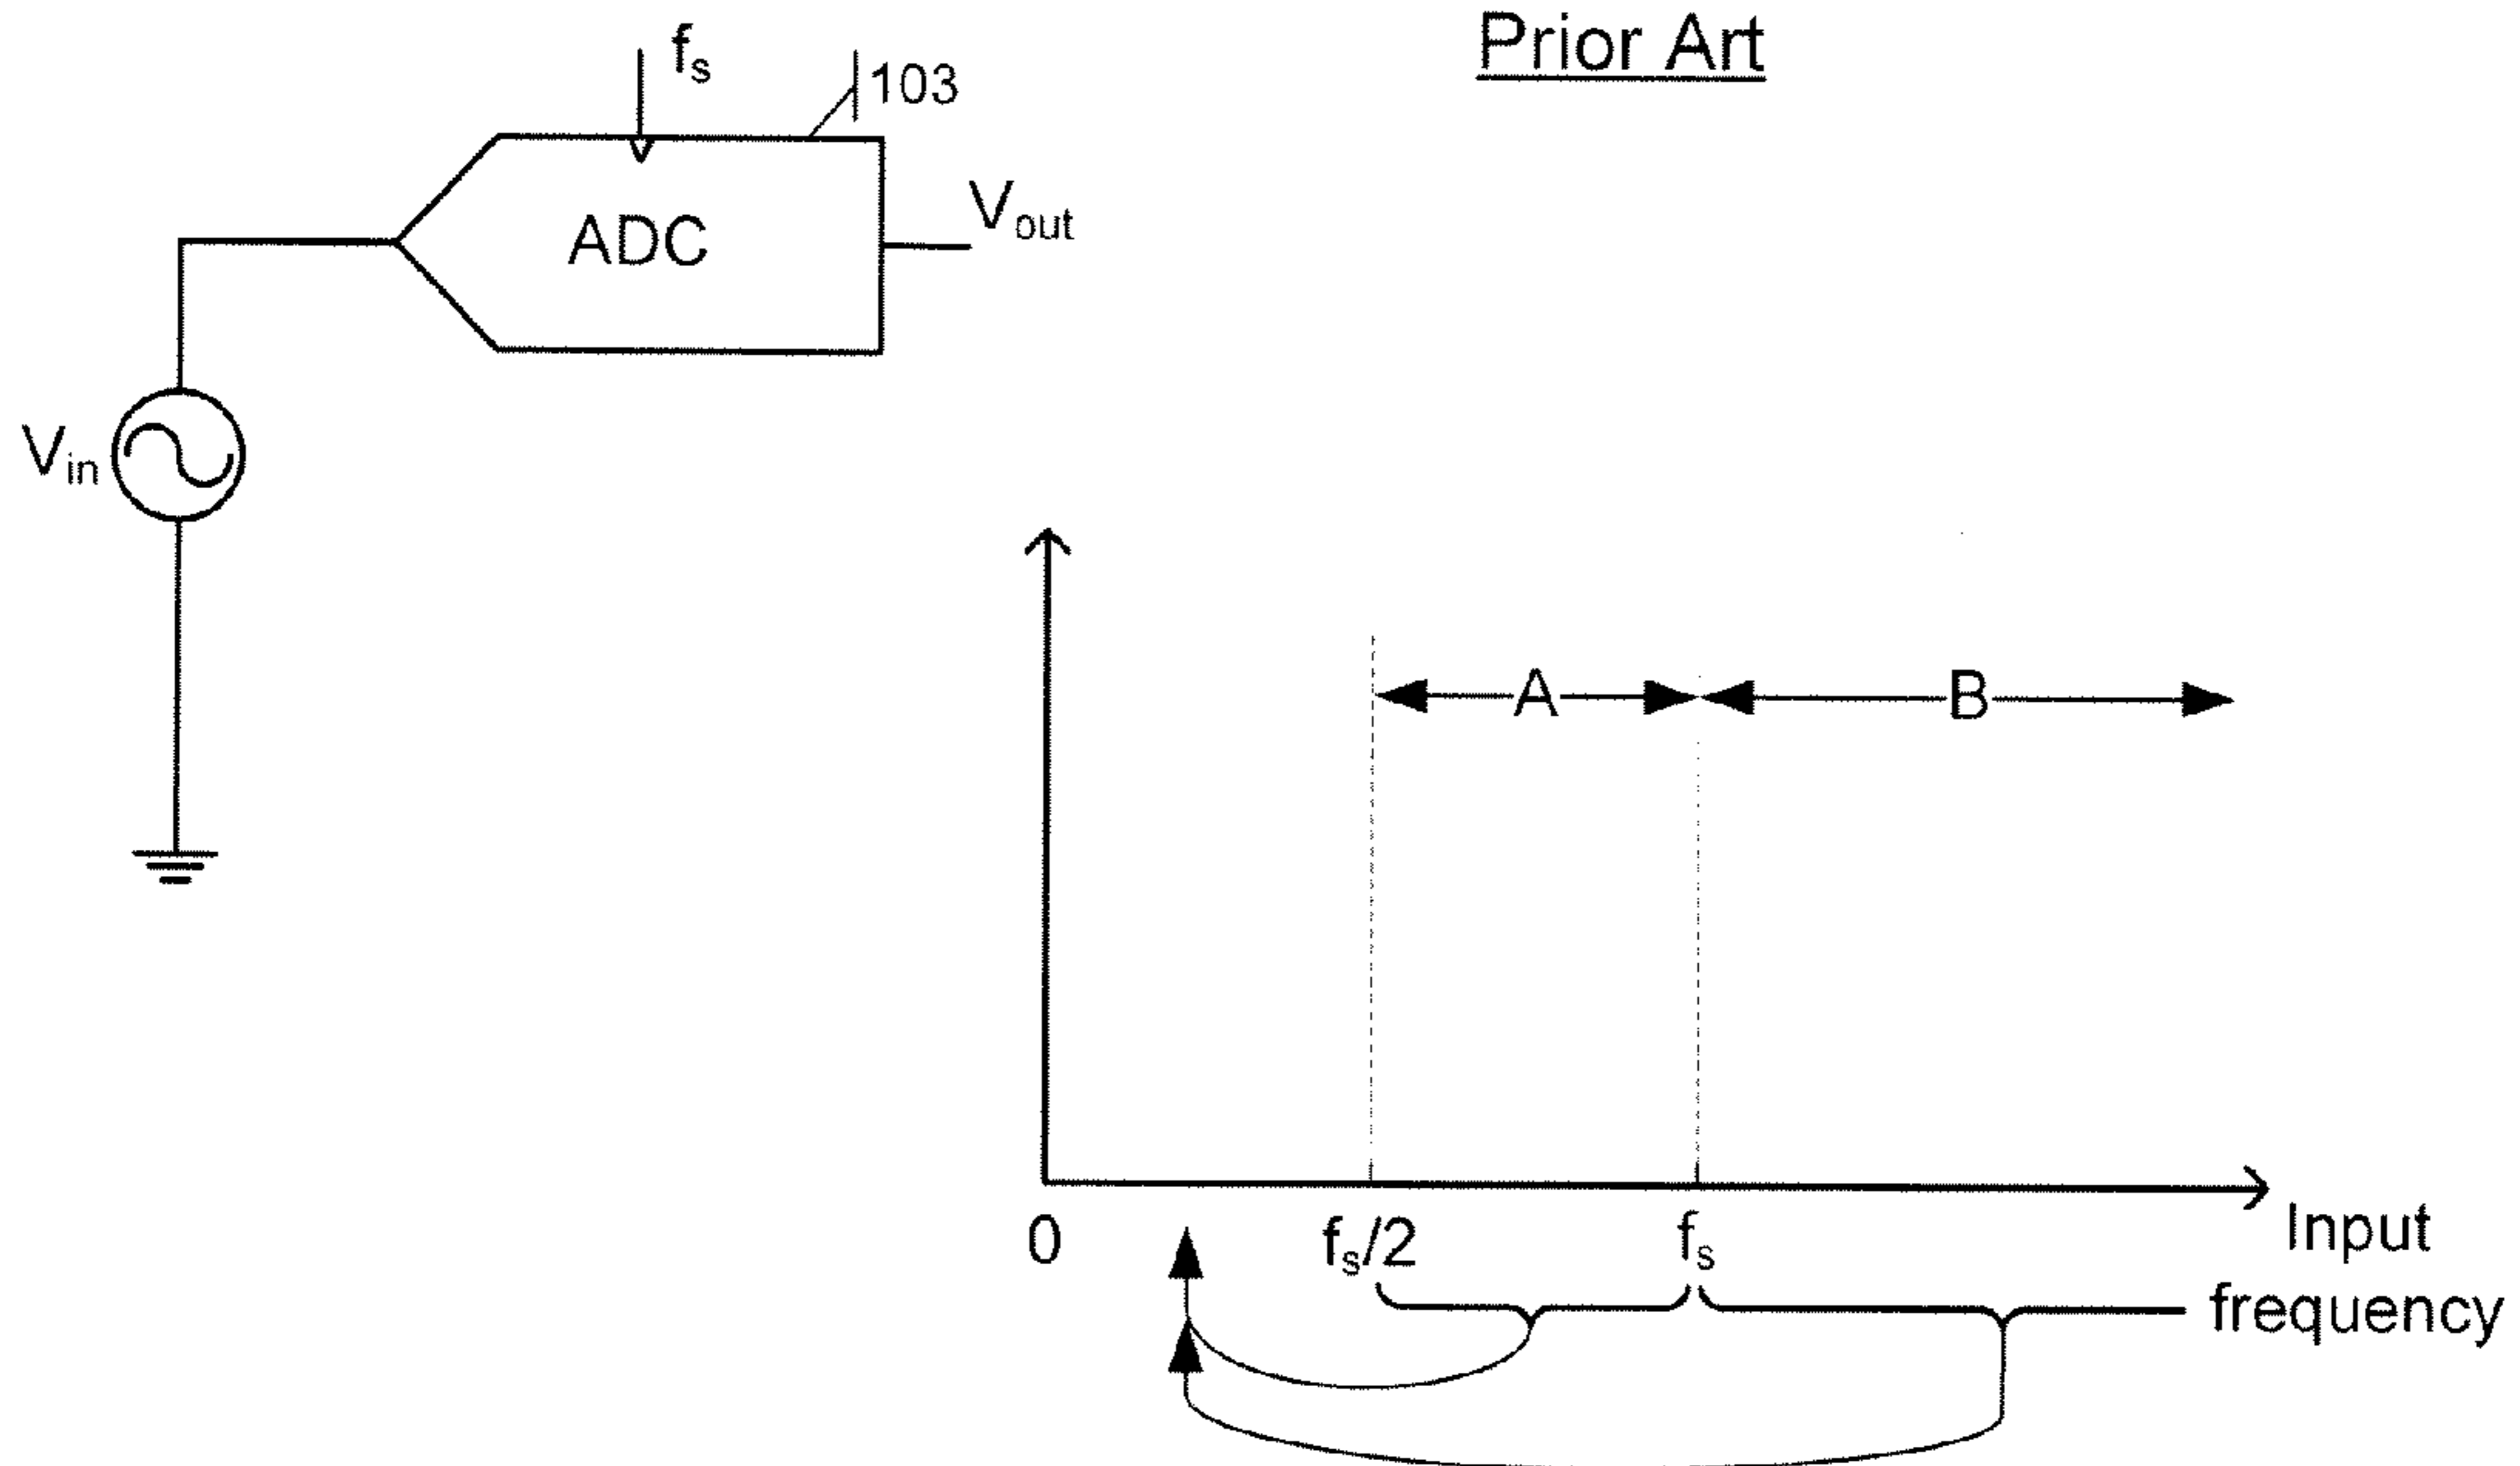 Prior Art
fs
103
ADC
Vout
Vin
A
B
0
fs/2
fs
Input
frequency